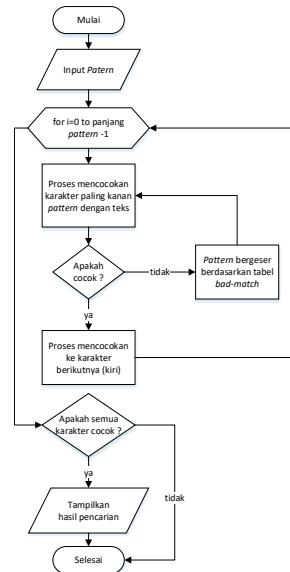 Mulai
Input Patern
for i=0 to panjang
pattern -1
Proses mencocokan
karakter paling kanan
pattern dengan teks
Apakah
cocok ?
tidak
Pattern bergeser
berdasarkan tabel
bad-match
ya
Proses mencocokan
ke karakter
berikutnya (kiri)
Apakah semua
karakter cocok ?
ya
tidak
Tampilkan
hasil pencarian
Selesai